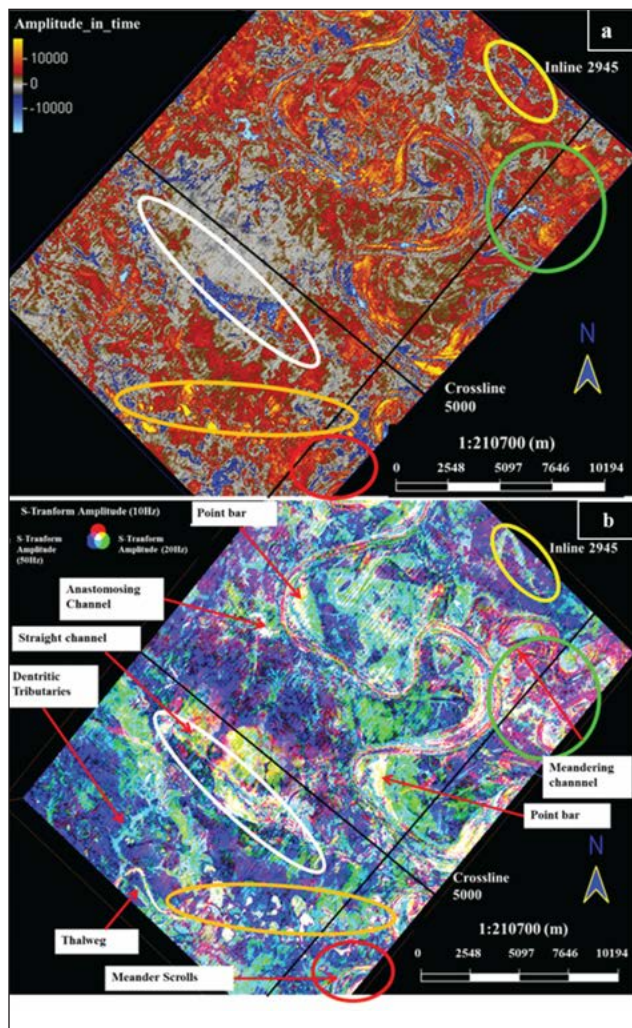 Amplitude_in_time
10000
0
-10000
a
Inline 2945
N
Crossline
5000
1:210700 (m)
0 2548 5097 7646 10194
b
S-Tranform Amplitude (10Hz)
S-Tranform
Amplitude
(50Hz)
S-Tranform
Amplitude (20Hz)
Point bar
Inline 2945
Anastomosing
Channel
Straight channel
Dentritic
Tributaries
Meandering
channnel
Point bar
N
Crossline
5000
Thalweg
1:210700 (m)
Meander Scrolls
0 2548 5097 7646 10194